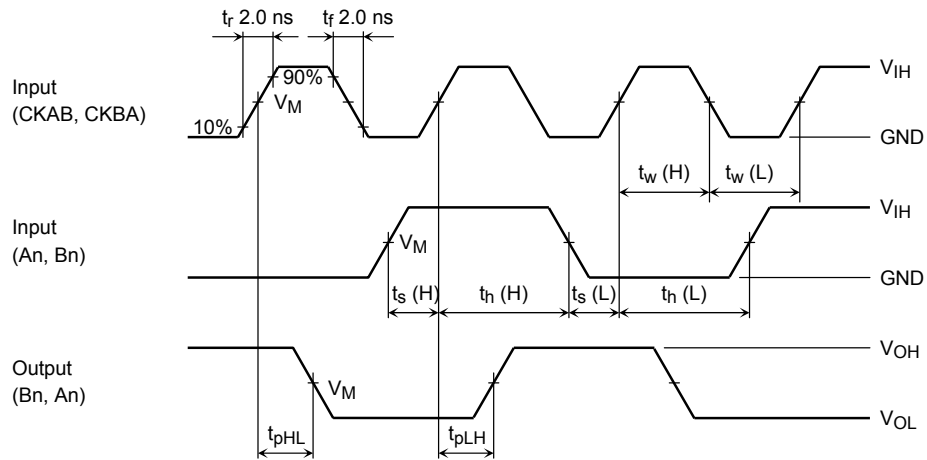 tr 2.0 ns tf 2.0 ns
Input
(CKAB, CKBA)
10%
90%
VM
VIH
GND
tw (H) tw (L)
Input
(An, Bn)
VM
VIH
GND
ts (H) th (H) ts (L) th (L)
Output
(Bn, An)
VM
VOH
VOL
tpHL tpLH